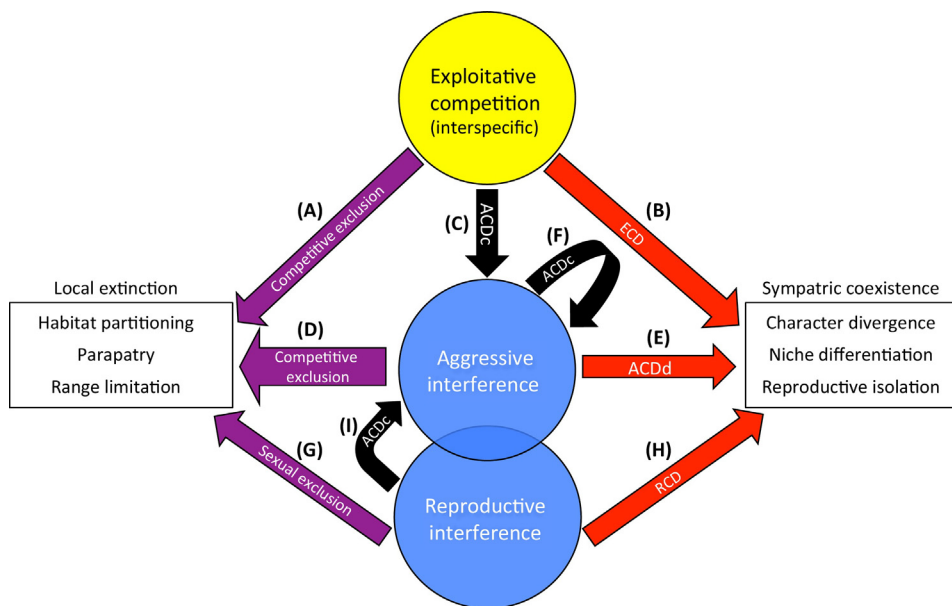 Exploitative
competition
(interspecific)
(A)
Competitive exclusion
(B)
ECD
(C)
ACDc
(F)
ACDc
Local extinction
Habitat partitioning
Parapatry
Range limitation
Sympatric coexistence
Character divergence
Niche differentiation
Reproductive isolation
(D)
Competitive
exclusion
Aggressive
interference
(E)
ACDd
(I)
ACDc
(G)
Sexual exclusion
(H)
RCD
Reproductive
interference